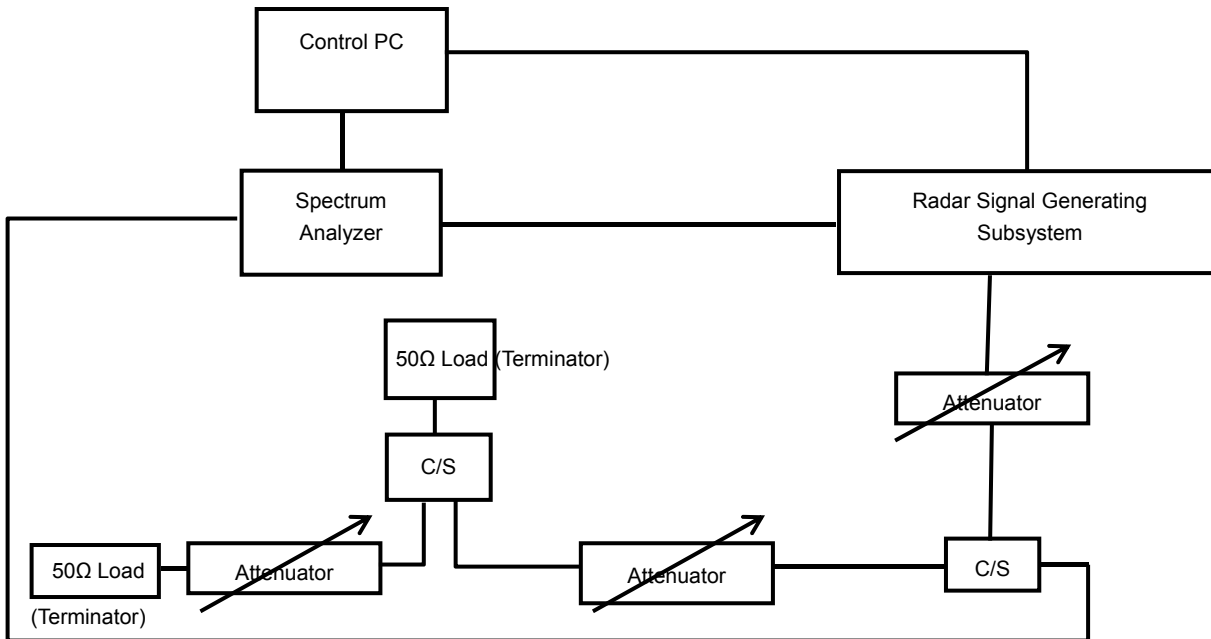 Control PC
Spectrum
Analyzer
Radar Signal Generating
Subsystem
50Ω Load (Terminator)
Attenuator
C/S
50Ω Load
(Terminator)
Attenuator
Attenuator
C/S